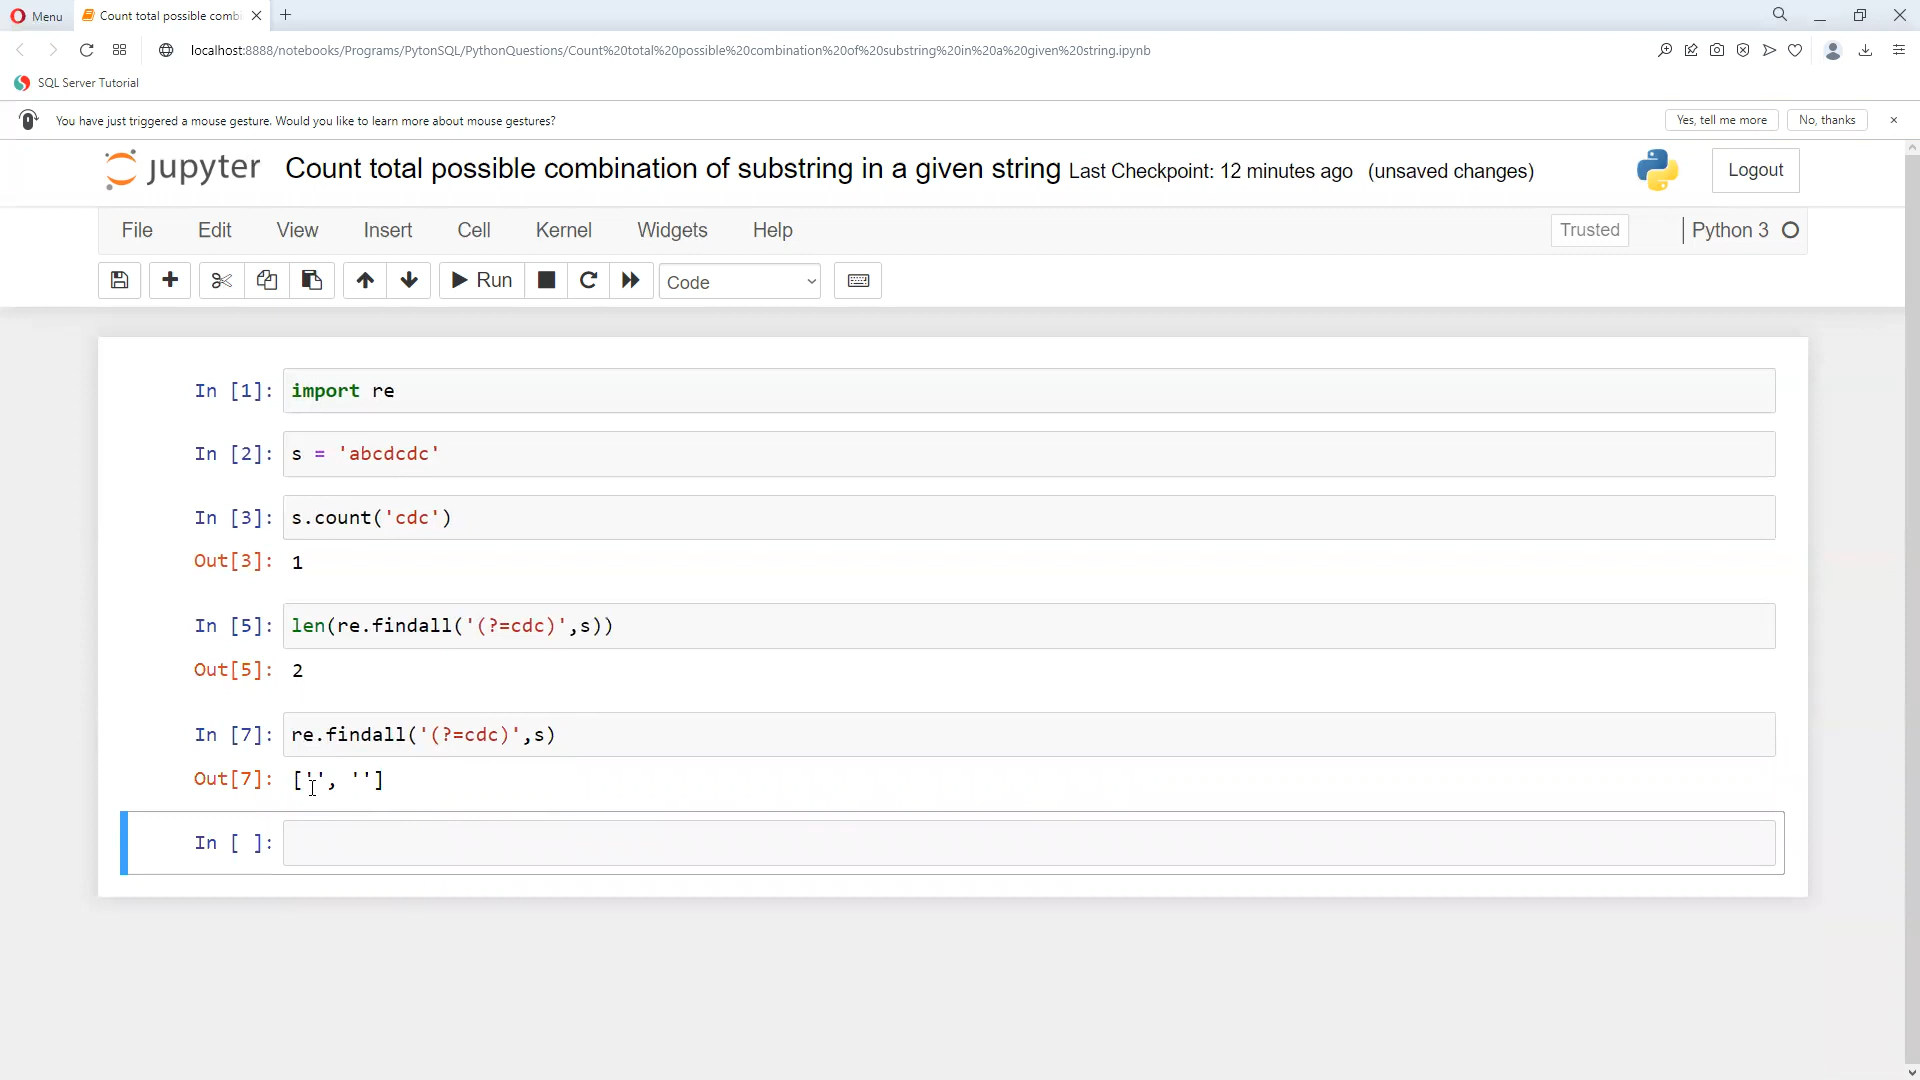 Menu
Count total possible combi
localhost:8888/notebooks/Programs/PytonSQL/PythonQuestions/Count%20total%20possible%20combination%20of%20substring%20in%20a%20given%20string.ipynb
SQL Server Tutorial
You have just triggered a mouse gesture. Would you like to learn more about mouse gestures?
Yes, tell me more
No, thanks
jupyter Count total possible combination of substring in a given string Last Checkpoint: 12 minutes ago (unsaved changes)
Logout
File Edit View Insert Cell Kernel Widgets Help
Trusted
Python 3
Run
Code
In [1]: import re
In [2]: s = 'abcdcdc'
In [3]: s.count('cdc')
Out[3]: 1
In [5]: len(re.findall('(?=cdc)',s))
Out[5]: 2
In [7]: re.findall('(?=cdc)',s)
Out[7]: ['', '']
In [ ]: